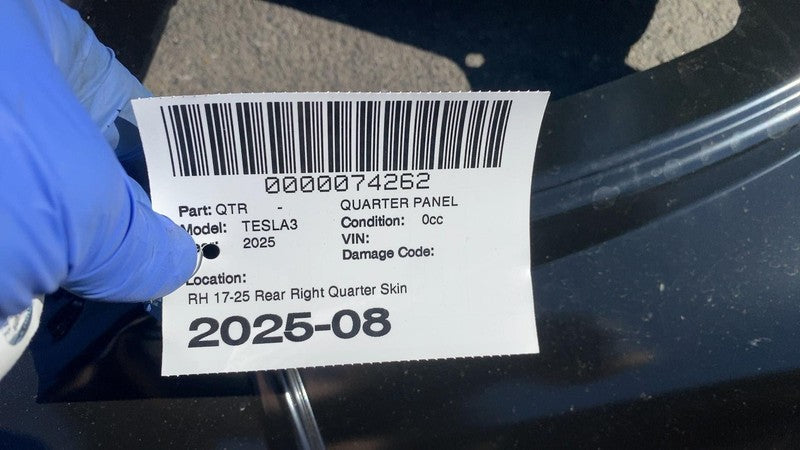 0000074262
Part: QTR - QUARTER PANEL
Model: TESLA3 Condition: 0cc
2025 VIN:
Damage Code:
Location:
RH 17-25 Rear Right Quarter Skin
2025-08